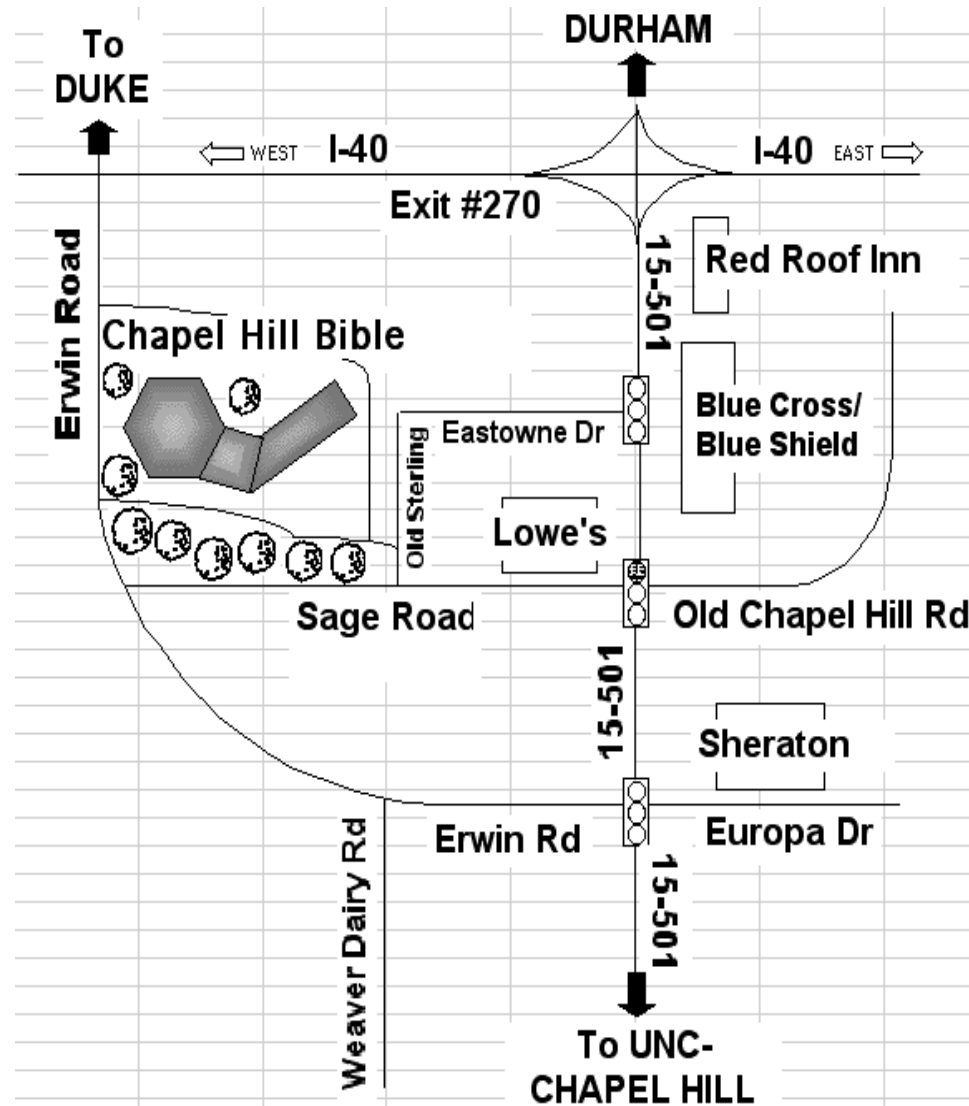 To
DUKE
DURHAM
WEST I-40
I-40 EAST
Exit #270
Erwin Road
15-501
Red Roof Inn
Chapel Hill Bible
Blue Cross/
Blue Shield
Eastowne Dr
Old Sterling
Lowe's
Sage Road
Old Chapel Hill Rd
15-501
Sheraton
Erwin Rd
Europa Dr
Weaver Dairy Rd
15-501
To UNC-
CHAPEL HILL